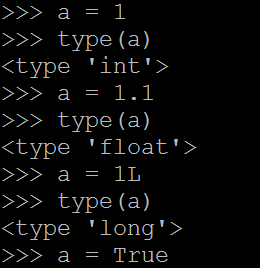 >>> a = 1
>>> type(a)
<type 'int'>
>>> a = 1.1
>>> type(a)
<type 'float'>
>>> a = 1L
>>> type(a)
<type 'long'>
>>> a = True